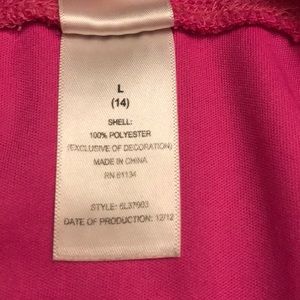 L
(14)
SHELL:
100% POLYESTER
(EXCLUSIVE OF DECORATION)
MADE IN CHINA
RN 61134
STYLE: 6L37903
DATE OF PRODUCTION: 12/12